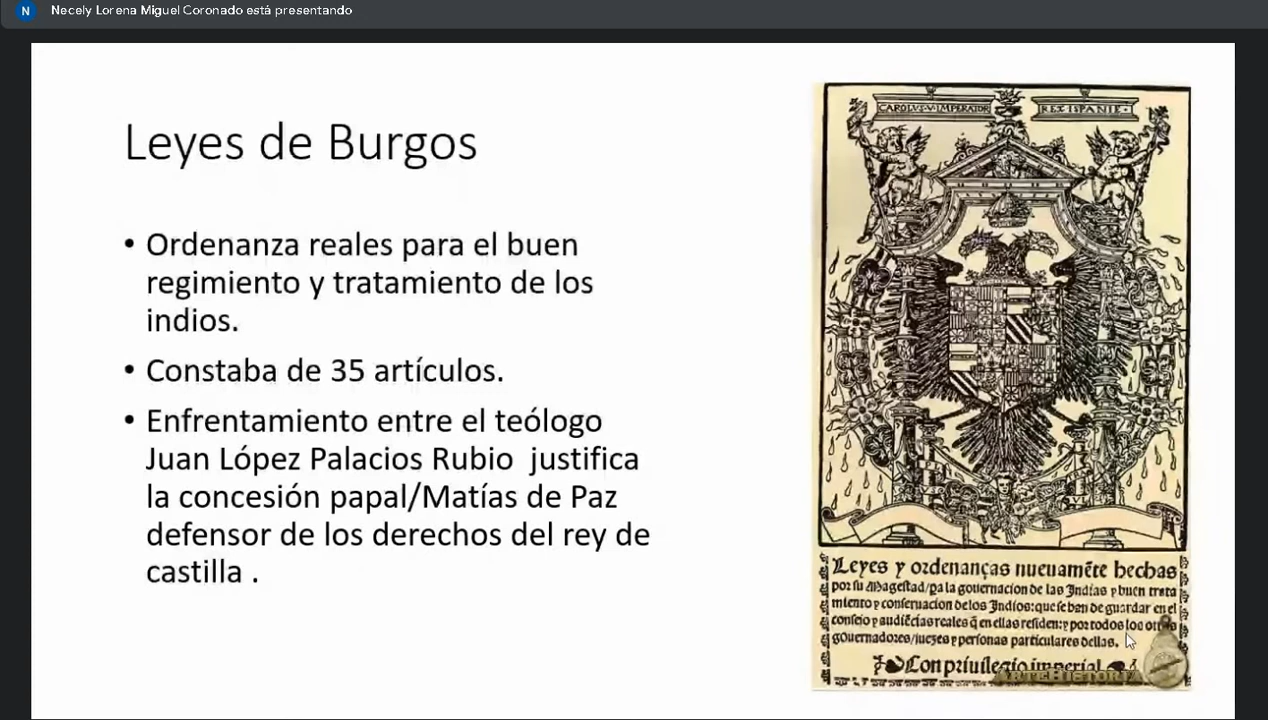 N Necely Lorena Miguel Coronado está presentando
Leyes de Burgos
• Ordenanza reales para el buen
regimiento y tratamiento de los
indios.
• Constaba de 35 artículos.
• Enfrentamiento entre el teólogo
Juan López Palacios Rubio justifica
la concesión papal/Matías de Paz
defensor de los derechos del rey de
castilla .
CAROLVS·V·IMPERATOR REX ISPANIE·
Leyes y ordenanças nueuamẽte hechas
por su Magestad/pa la gouernacion de las Indias y buen trata
miento y conseruacion delos Indios: que se han de guardar en el
consejo y audiẽcias reales q̃ en ellas residen: y por todos los otros
gouernadores/juezes y personas particulares dellas.
Con priuilegio imperial
ARTEHISTORIA